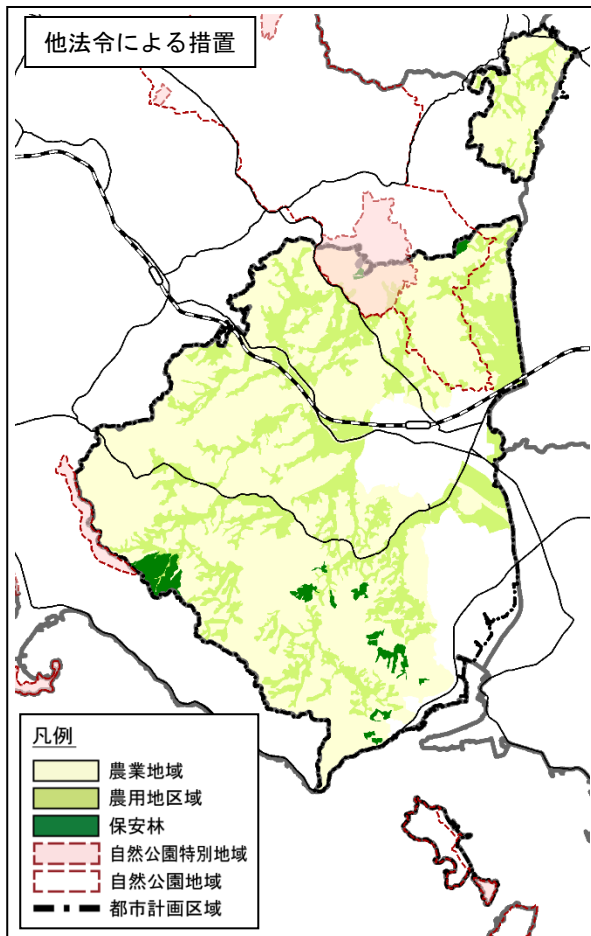 他法令による措置
凡例
農業地域
農用地区域
保安林
自然公園特別地域
自然公園地域
都市計画区域